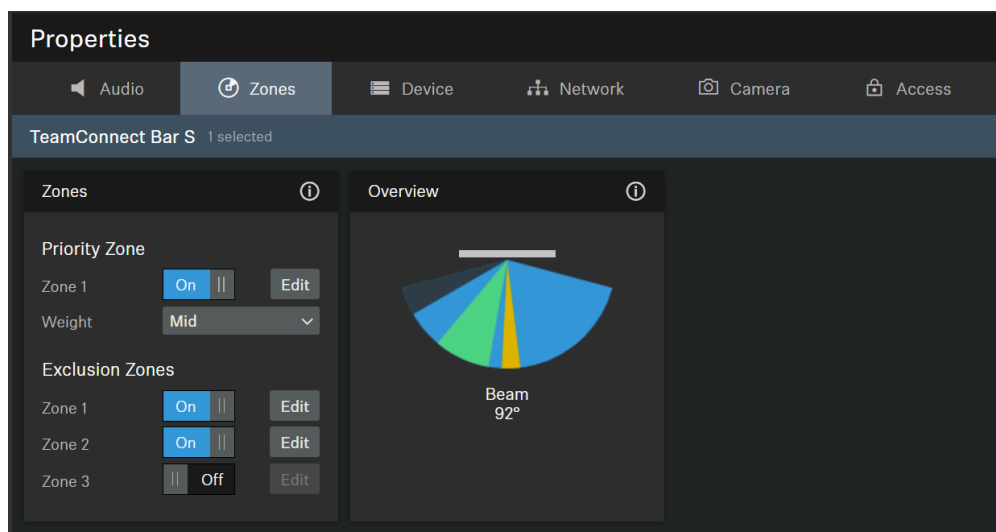 Properties
Audio Zones Device Network Camera Access
TeamConnect Bar S 1 selected
Zones
Priority Zone
Zone 1 On Edit
Weight Mid
Exclusion Zones
Zone 1 On Edit
Zone 2 On Edit
Zone 3 Off Edit
Overview
Beam
92°